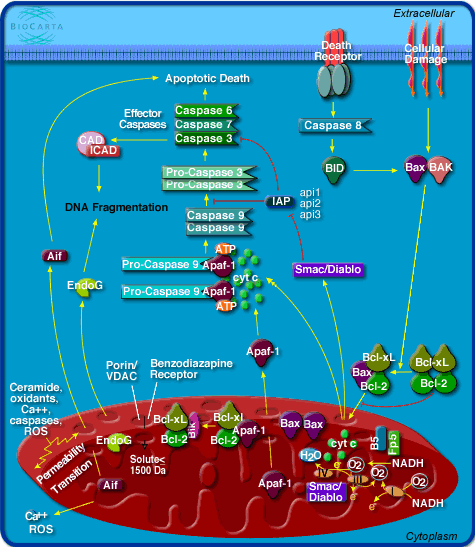 BIOCARTA
Extracellular
Death
Receptor
Cellular
Damage
Apoptotic Death
Effector
Caspases
Caspase 6
Caspase 7
Caspase 3
Caspase 8
CAD
ICAD
Pro-Caspase 3
Pro-Caspase 3
BID
Bax
BAK
IAP
api1
api2
api3
DNA Fragmentation
Caspase 9
Caspase 9
ATP
Pro-Caspase 9
Apaf-1
cyt c
Pro-Caspase 9
Apaf-1
ATP
Smac/Diablo
Aif
EndoG
Apaf-1
Bcl-xL
Bax
Bcl-2
Bcl-xL
Bcl-2
Porin/
VDAC
Benzodiazapine
Receptor
Ceramide,
oxidants,
Ca++,
caspases,
ROS
Permeability
Transition
EndoG
Bcl-xL
Bcl-2
Bik
Bcl-xl
Bcl-2
Apaf-1
Bax
Bax
cyt c
B5
Fp5
Solute<
1500 Da
H2O
O2
NADH
Aif
Apaf-1
Smac/
Diablo
e-
IV
III
O2
O2
I
e-
e-
NADH
Ca++
ROS
Cytoplasm